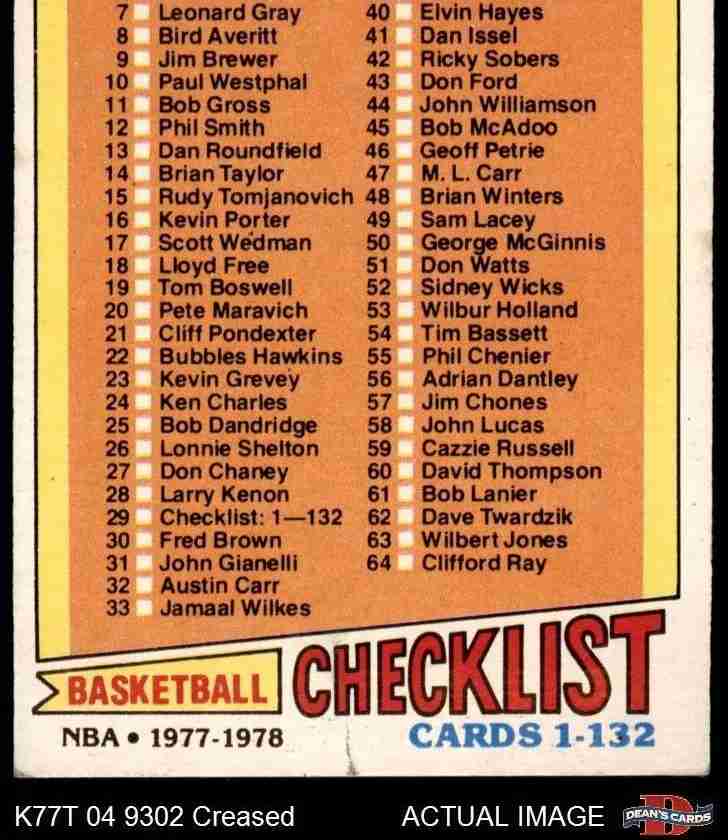 7 Leonard Gray
8 Bird Averitt
9 Jim Brewer
10 Paul Westphal
11 Bob Gross
12 Phil Smith
13 Dan Roundfield
14 Brian Taylor
15 Rudy Tomjanovich
16 Kevin Porter
17 Scott Wedman
18 Lloyd Free
19 Tom Boswell
20 Pete Maravich
21 Cliff Pondexter
22 Bubbles Hawkins
23 Kevin Grevey
24 Ken Charles
25 Bob Dandridge
26 Lonnie Shelton
27 Don Chaney
28 Larry Kenon
29 Checklist: 1—132
30 Fred Brown
31 John Gianelli
32 Austin Carr
33 Jamaal Wilkes
40 Elvin Hayes
41 Dan Issel
42 Ricky Sobers
43 Don Ford
44 John Williamson
45 Bob McAdoo
46 Geoff Petrie
47 M. L. Carr
48 Brian Winters
49 Sam Lacey
50 George McGinnis
51 Don Watts
52 Sidney Wicks
53 Wilbur Holland
54 Tim Bassett
55 Phil Chenier
56 Adrian Dantley
57 Jim Chones
58 John Lucas
59 Cazzie Russell
60 David Thompson
61 Bob Lanier
62 Dave Twardzik
63 Wilbert Jones
64 Clifford Ray
BASKETBALL
CHECKLIST
NBA • 1977-1978
CARDS 1-132
K77T 04 9302 Creased
ACTUAL IMAGE
DEAN'S CARDS